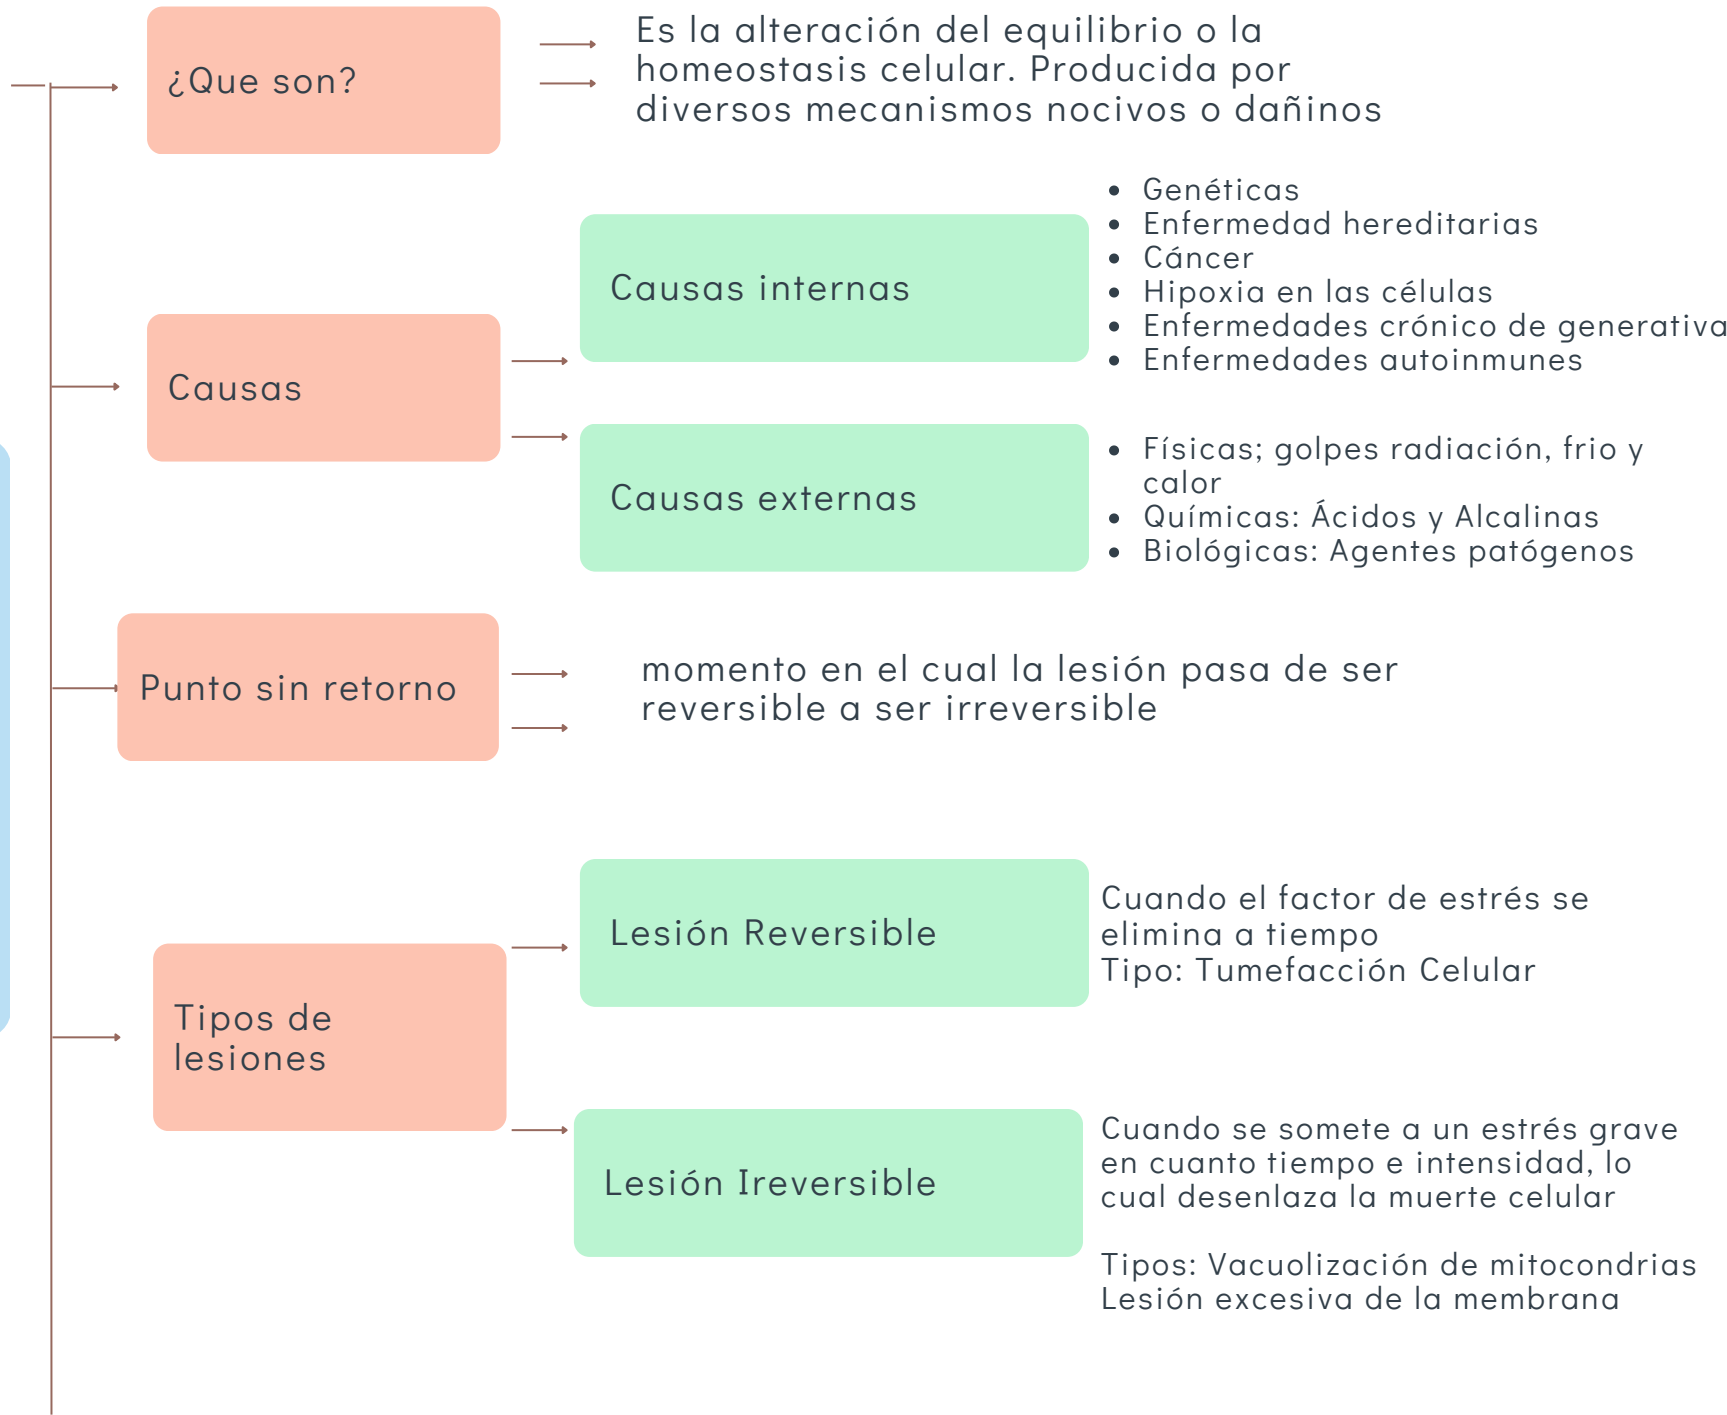 ¿Que son?
Es la alteración del equilibrio o la
homeostasis celular. Producida por
diversos mecanismos nocivos o dañinos
Causas
Causas internas
• Genéticas
• Enfermedad hereditarias
• Cáncer
• Hipoxia en las células
• Enfermedades crónico de generativa
• Enfermedades autoinmunes
Causas externas
• Físicas; golpes radiación, frio y
calor
• Químicas: Ácidos y Alcalinas
• Biológicas: Agentes patógenos
Punto sin retorno
momento en el cual la lesión pasa de ser
reversible a ser irreversible
Tipos de
lesiones
Lesión Reversible
Cuando el factor de estrés se
elimina a tiempo
Tipo: Tumefacción Celular
Lesión Ireversible
Cuando se somete a un estrés grave
en cuanto tiempo e intensidad, lo
cual desenlaza la muerte celular
Tipos: Vacuolización de mitocondrias
Lesión excesiva de la membrana